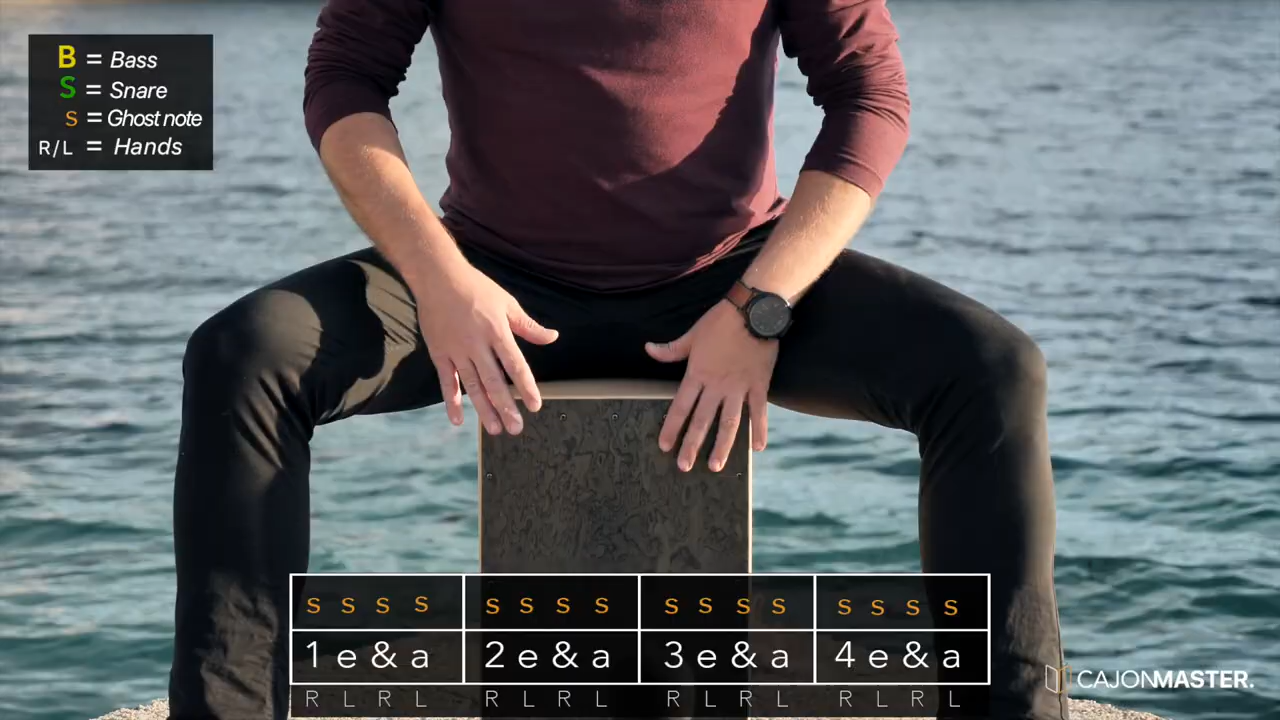 B = Bass
S = Snare
s = Ghost note
R/L = Hands
s s s s s s s s s s s s s s s s
1 e & a 2 e & a 3 e & a 4 e & a
R L R L R L R L R L R L R L R L
CAJONMASTER.